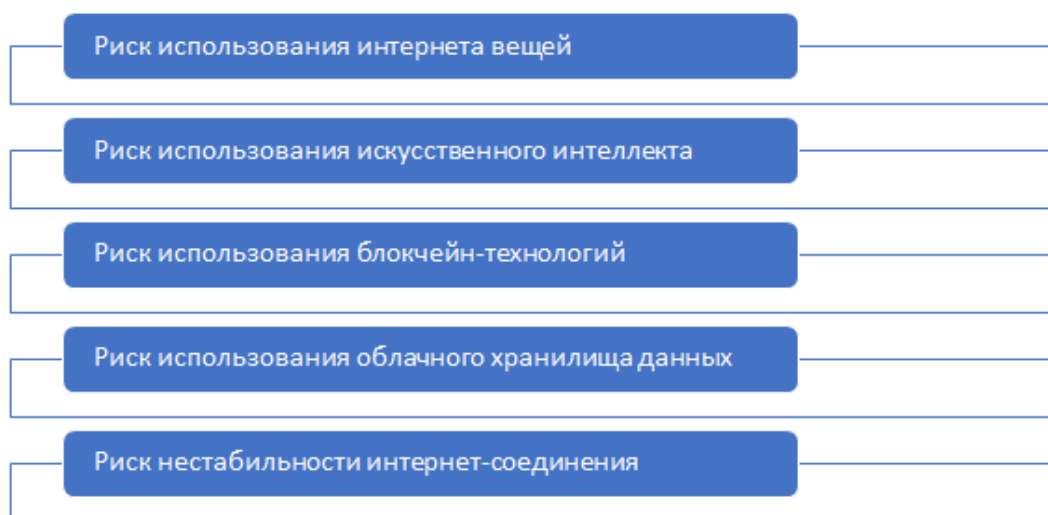 Риск использования интернета вещей
Риск использования искусственного интеллекта
Риск использования блокчейн-технологий
Риск использования облачного хранилища данных
Риск нестабильности интернет-соединения